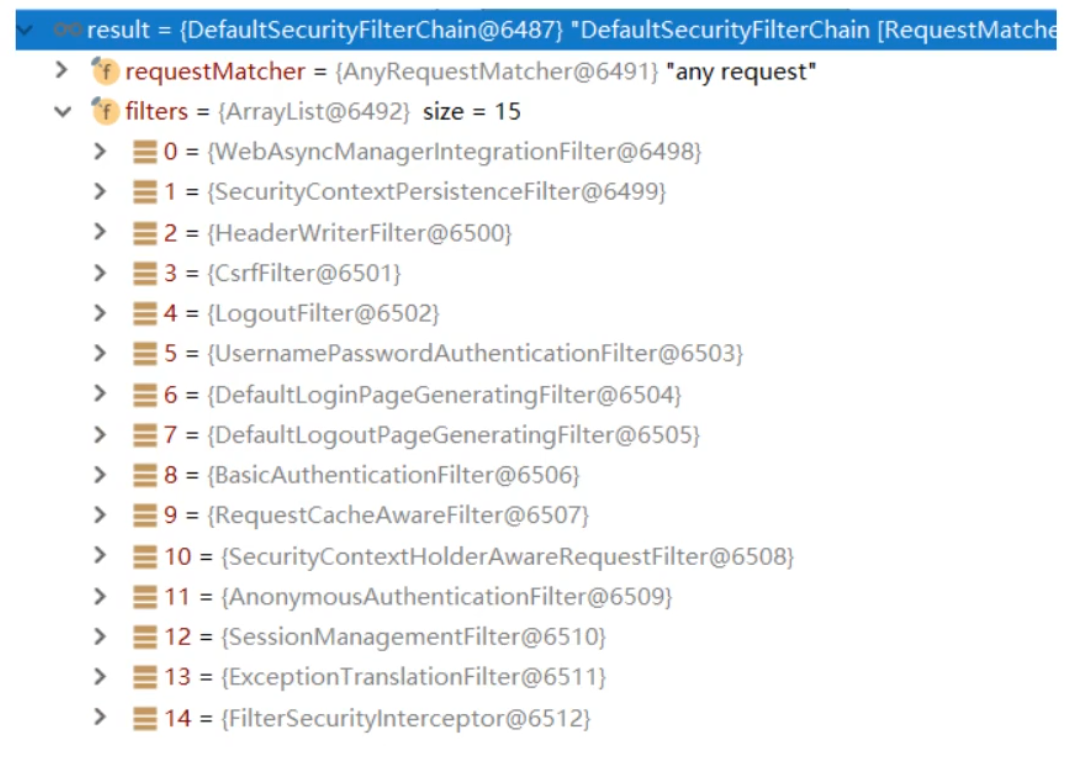 result = {DefaultSecurityFilterChain@6487} "DefaultSecurityFilterChain [RequestMatche
f requestMatcher = {AnyRequestMatcher@6491} "any request"
f filters = {ArrayList@6492} size = 15
0 = {WebAsyncManagerIntegrationFilter@6498}
1 = {SecurityContextPersistenceFilter@6499}
2 = {HeaderWriterFilter@6500}
3 = {CsrfFilter@6501}
4 = {LogoutFilter@6502}
5 = {UsernamePasswordAuthenticationFilter@6503}
6 = {DefaultLoginPageGeneratingFilter@6504}
7 = {DefaultLogoutPageGeneratingFilter@6505}
8 = {BasicAuthenticationFilter@6506}
9 = {RequestCacheAwareFilter@6507}
10 = {SecurityContextHolderAwareRequestFilter@6508}
11 = {AnonymousAuthenticationFilter@6509}
12 = {SessionManagementFilter@6510}
13 = {ExceptionTranslationFilter@6511}
14 = {FilterSecurityInterceptor@6512}